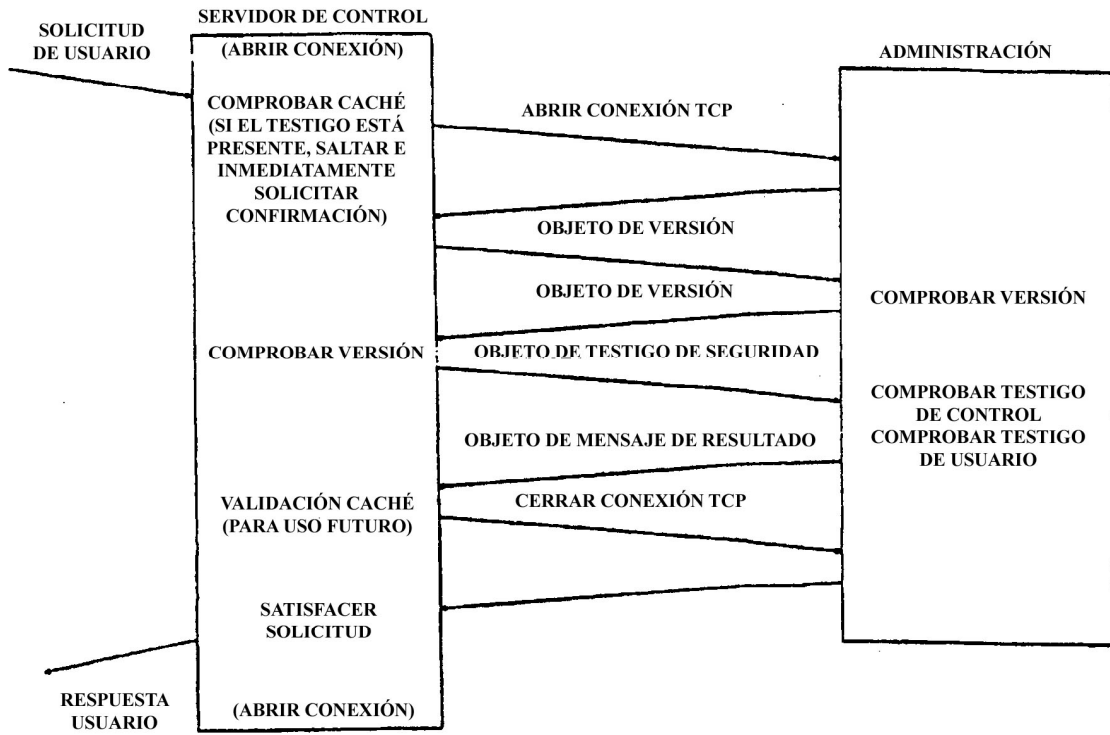 SERVIDOR DE CONTROL
SOLICITUD
DE USUARIO
(ABRIR CONEXIÓN)
ADMINISTRACIÓN
COMPROBAR CACHÉ
(SI EL TESTIGO ESTÁ
PRESENTE, SALTAR E
INMEDIATAMENTE
SOLICITAR
CONFIRMACIÓN)
ABRIR CONEXIÓN TCP
OBJETO DE VERSIÓN
OBJETO DE VERSIÓN
COMPROBAR VERSIÓN
COMPROBAR VERSIÓN
OBJETO DE TESTIGO DE SEGURIDAD
COMPROBAR TESTIGO
DE CONTROL
COMPROBAR TESTIGO
DE USUARIO
OBJETO DE MENSAJE DE RESULTADO
VALIDACIÓN CACHÉ
(PARA USO FUTURO)
CERRAR CONEXIÓN TCP
SATISFACER
SOLICITUD
RESPUESTA
USUARIO
(ABRIR CONEXIÓN)